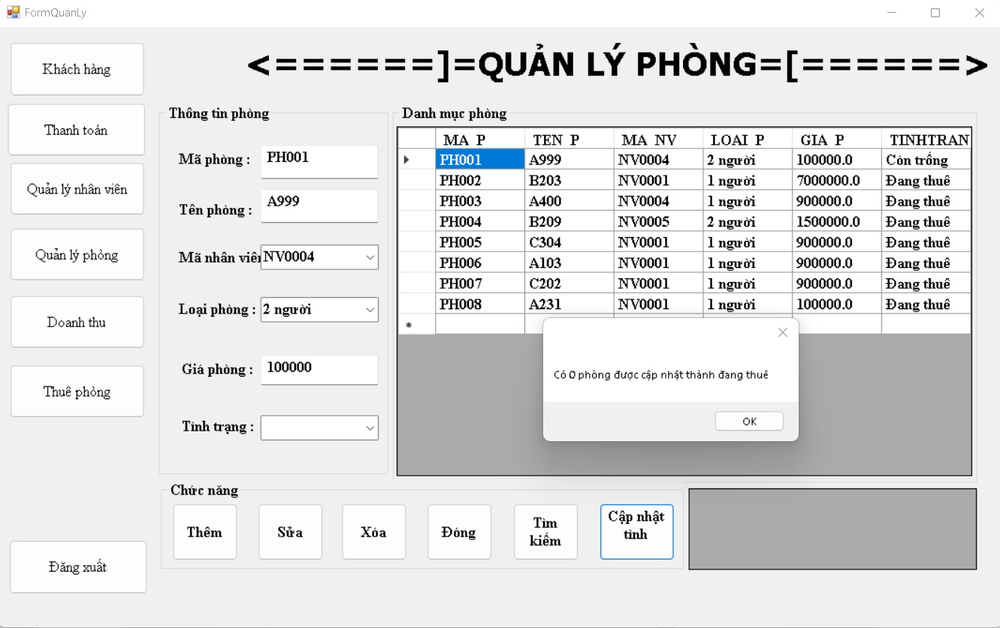 FormQuanLy
<======]=QUẢN LÝ PHÒNG=[======>
Khách hàng
Thanh toán
Quản lý nhân viên
Quản lý phòng
Doanh thu
Thuê phòng
Đăng xuất
Thông tin phòng
Mã phòng : PH001
Tên phòng : A999
Mã nhân viên NV0004
Loại phòng : 2 người
Giá phòng : 100000
Tình trạng :
Danh mục phòng
MA_P TEN_P MA_NV LOAI_P GIA_P TINHTRAN
PH001 A999 NV0004 2 người 100000.0 Còn trống
PH002 B203 NV0001 1 người 7000000.0 Đang thuê
PH003 A400 NV0004 1 người 900000.0 Đang thuê
PH004 B209 NV0005 2 người 1500000.0 Đang thuê
PH005 C304 NV0001 1 người 900000.0 Đang thuê
PH006 A103 NV0001 1 người 900000.0 Đang thuê
PH007 C202 NV0001 1 người 900000.0 Đang thuê
PH008 A231 NV0001 1 người 100000.0 Đang thuê
Có 0 phòng được cập nhật thành đang thuê
OK
Chức năng
Thêm
Sửa
Xóa
Đóng
Tìm
kiếm
Cập nhật
tình